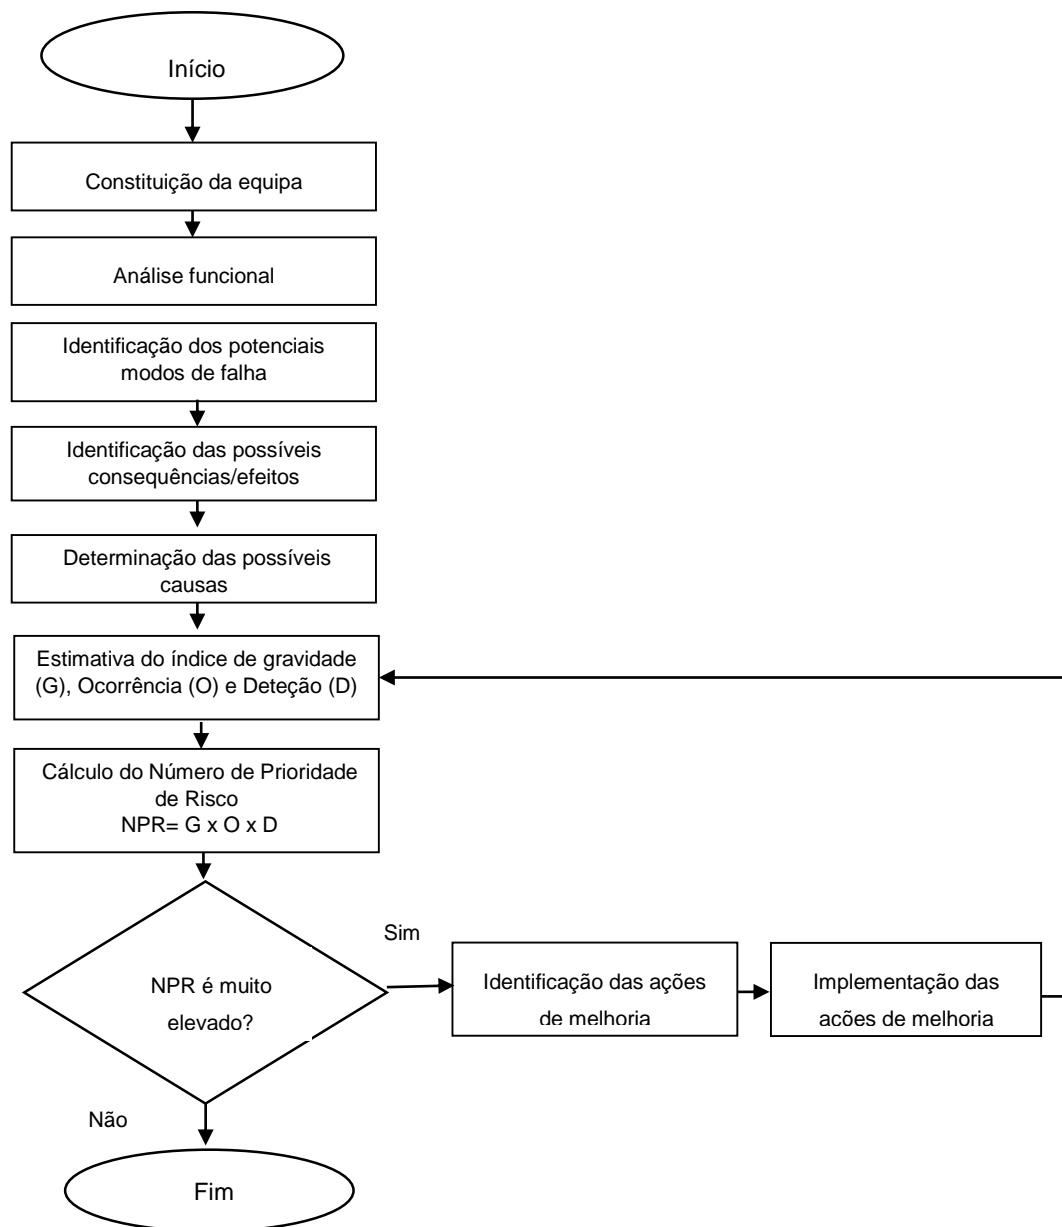 Início
Constituição da equipa
Análise funcional
Identificação dos potenciais
modos de falha
Identificação das possíveis
consequências/efeitos
Determinação das possíveis
causas
Estimativa do índice de gravidade
(G), Ocorrência (O) e Deteção (D)
Cálculo do Número de Prioridade
de Risco
NPR= G x O x D
NPR é muito
elevado?
Sim
Identificação das ações
de melhoria
Implementação das
ações de melhoria
Não
Fim